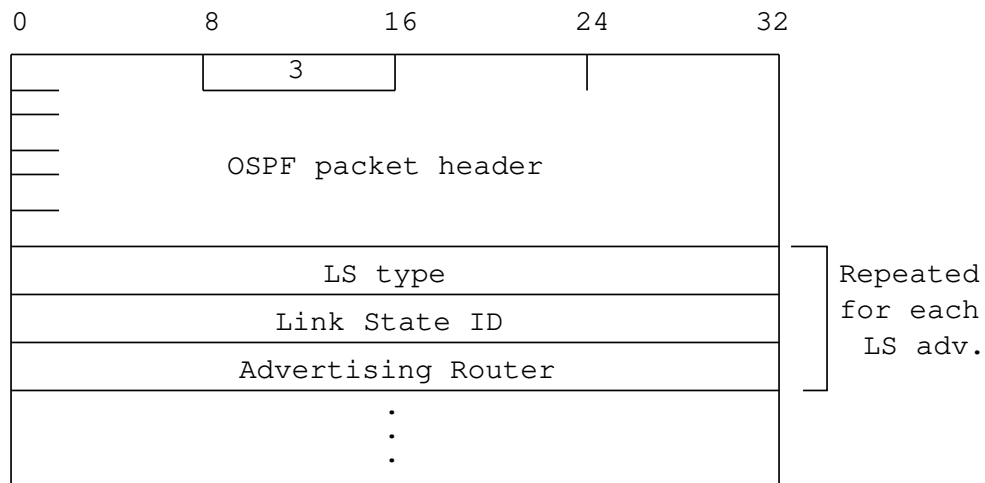 0 8 16 24 32
3
OSPF packet header
LS type
Link State ID
Advertising Router
Repeated
for each
LS adv.